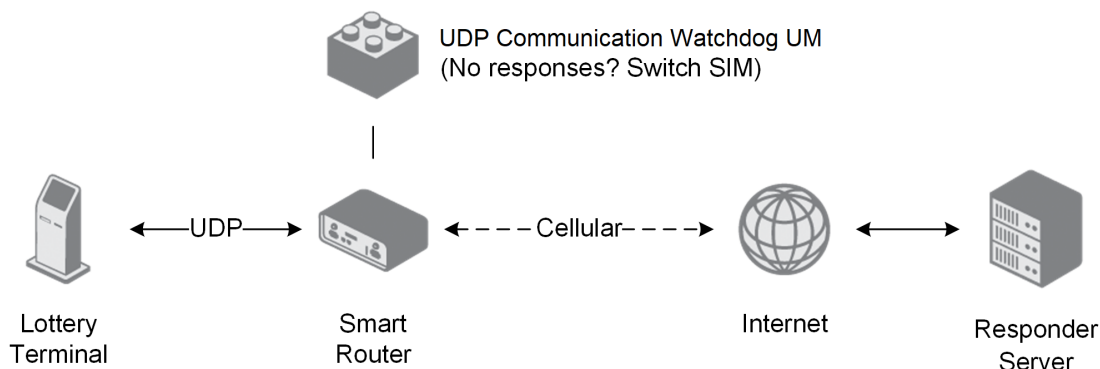 UDP Communication Watchdog UM
(No responses? Switch SIM)
UDP
Cellular
Lottery
Terminal
Smart
Router
Internet
Responder
Server